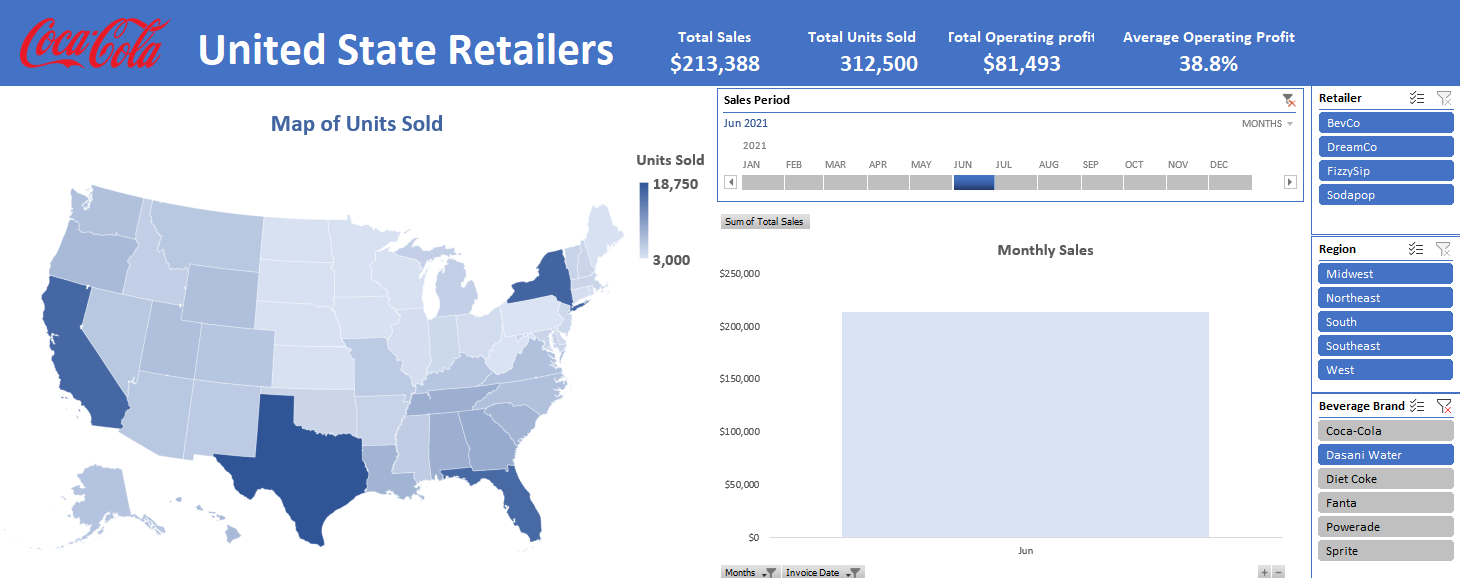 Coca-Cola
United State Retailers
Total Sales
$213,388
Total Units Sold
312,500
Total Operating profit
$81,493
Average Operating Profit
38.8%
Map of Units Sold
Units Sold
18,750
3,000
Sales Period
Jun 2021
MONTHS
2021
JAN FEB MAR APR MAY JUN JUL AUG SEP OCT NOV DEC
Sum of Total Sales
Monthly Sales
$250,000
$200,000
$150,000
$100,000
$50,000
$0
Jun
Months
Invoice Date
+ −
Retailer
BevCo
DreamCo
FizzySip
Sodapop
Region
Midwest
Northeast
South
Southeast
West
Beverage Brand
Coca-Cola
Dasani Water
Diet Coke
Fanta
Powerade
Sprite